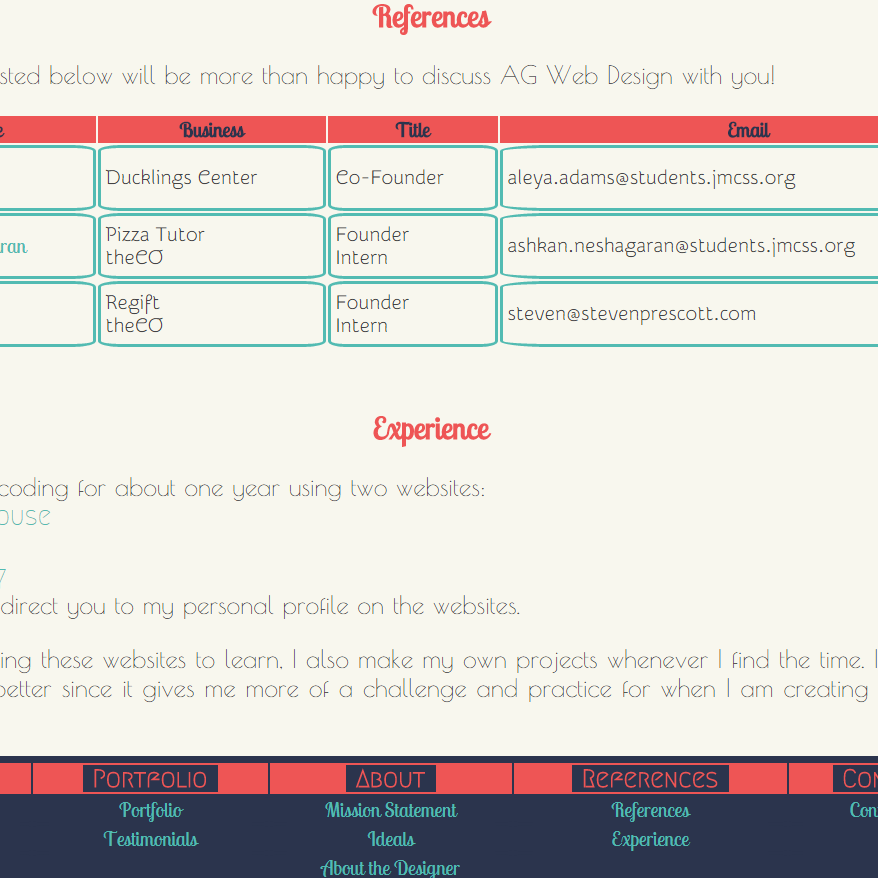 References
sted below will be more than happy to discuss AG Web Design with you!
e Business Title Email
Ducklings Center Co-Founder aleya.adams@students.jmcss.org
ran Pizza Tutor Founder ashkan.neshagaran@students.jmcss.org
theCO Intern
Regift Founder steven@stevenprescott.com
theCO Intern
Experience
coding for about one year using two websites:
ouse
y
direct you to my personal profile on the websites.
ing these websites to learn, I also make my own projects whenever I find the time. I
better since it gives me more of a challenge and practice for when I am creating
Portfolio About References Con
Portfolio Mission Statement References Con
Testimonials Ideals Experience
About the Designer